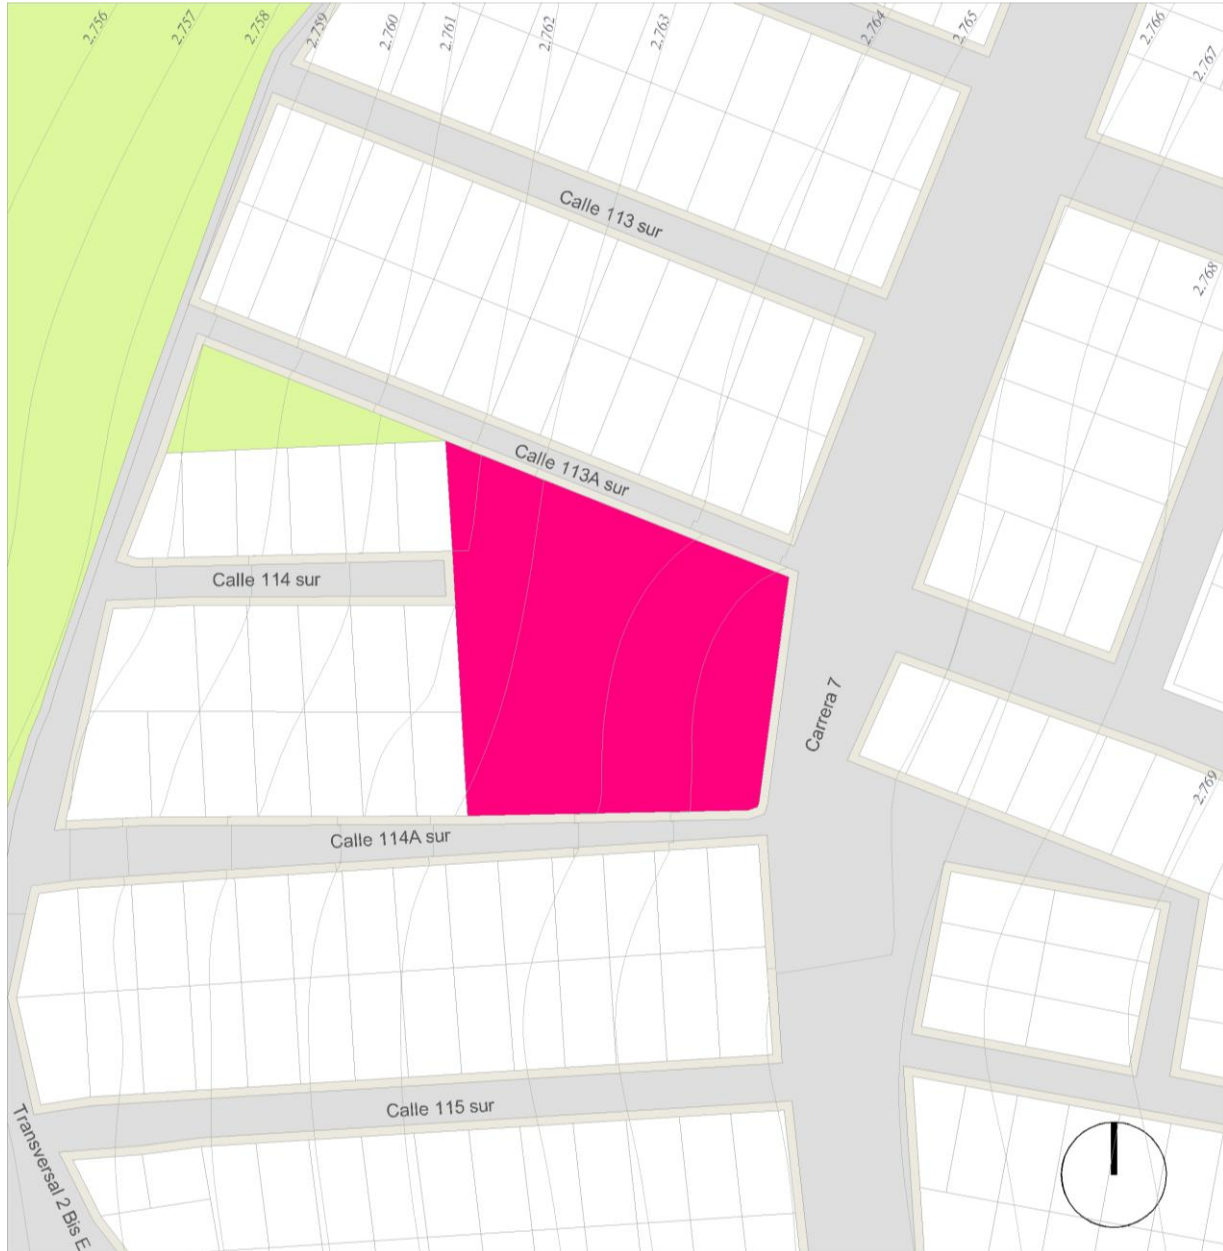 2.756
2.757
2.758
2.759
2.760
2.761
2.762
2.763
2.764
2.765
2.766
2.767
Calle 113 sur
2.768
Calle 113A sur
Calle 114 sur
Carrera 7
2.769
Calle 114A sur
Calle 115 sur
Transversal 2 Bis E